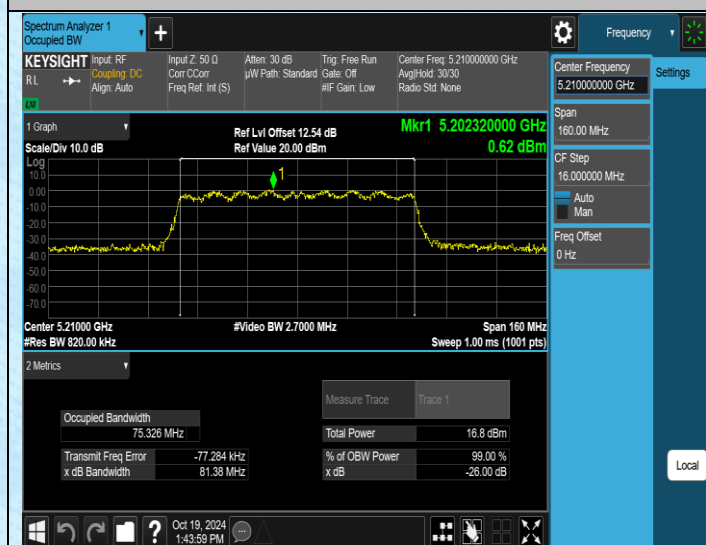 Spectrum Analyzer 1
Occupied BW
Frequency
KEYSIGHT
RL
LXI
Input: RF
Coupling: DC
Align: Auto
Input Z: 50 Ω
Corr CCorr
Freq Ref: Int (S)
Atten: 30 dB
µW Path: Standard
Trig: Free Run
Gate: Off
#IF Gain: Low
Center Freq: 5.210000000 GHz
Avg|Hold: 30/30
Radio Std: None
Center Frequency
5.210000000 GHz
Settings
Span
160.00 MHz
CF Step
16.000000 MHz
Auto
Man
Freq Offset
0 Hz
Local
1 Graph
Scale/Div 10.0 dB
Ref Lvl Offset 12.54 dB
Ref Value 20.00 dBm
Mkr1 5.202320000 GHz
0.62 dBm
Log
10.0
0.00
-10.0
-20.0
-30.0
-40.0
-50.0
-60.0
-70.0
1
Center 5.21000 GHz
#Video BW 2.7000 MHz
Span 160 MHz
#Res BW 820.00 kHz
Sweep 1.00 ms (1001 pts)
2 Metrics
Measure Trace Trace 1
Occupied Bandwidth
75.326 MHz
Total Power 16.8 dBm
Transmit Freq Error -77.284 kHz
% of OBW Power 99.00 %
x dB Bandwidth 81.38 MHz
x dB -26.00 dB
?
Oct 19, 2024
1:43:59 PM